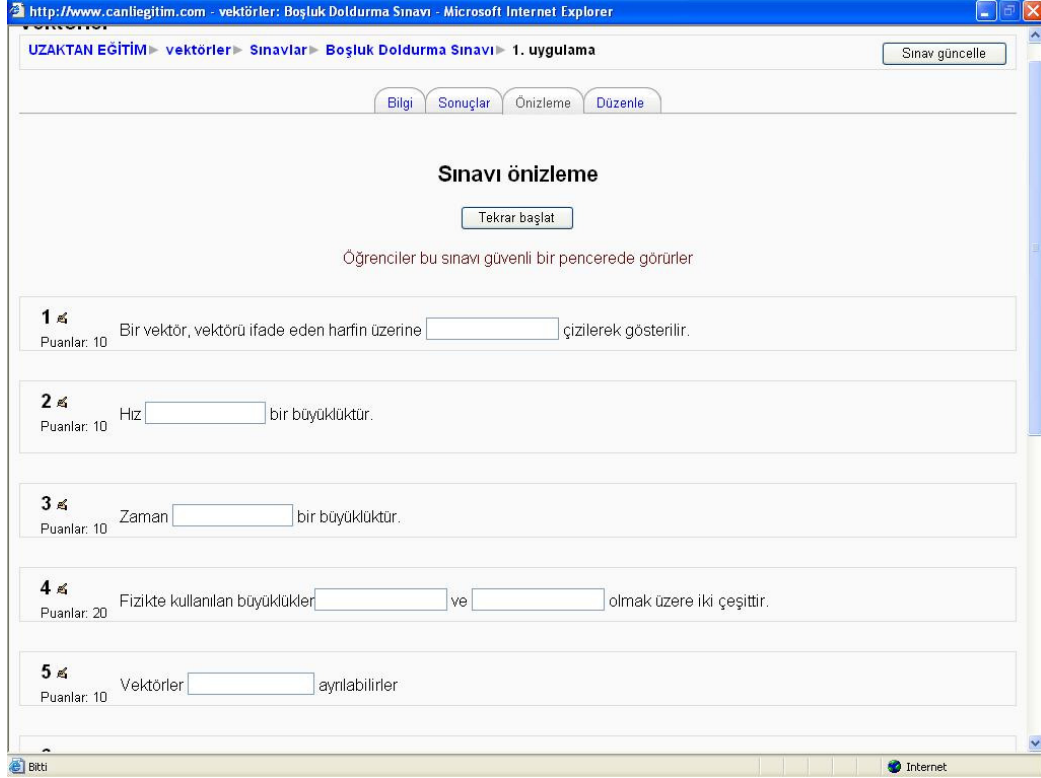 http://www.canliegitim.com - vektörler: Boşluk Doldurma Sınavı - Microsoft Internet Explorer
UZAKTAN EĞİTİM► vektörler► Sınavlar► Boşluk Doldurma Sınavı► 1. uygulama
Sınav güncelle
Bilgi Sonuçlar Önizleme Düzenle
Sınavı önizleme
Tekrar başlat
Öğrenciler bu sınavı güvenli bir pencerede görürler
1
Bir vektör, vektörü ifade eden harfin üzerine çizilerek gösterilir.
Puanlar: 10
2
Hız bir büyüklüktür.
Puanlar: 10
3
Zaman bir büyüklüktür.
Puanlar: 10
4
Fizikte kullanılan büyüklükler ve olmak üzere iki çeşittir.
Puanlar: 20
5
Vektörler ayrılabilirler
Puanlar: 10
Bitti
Internet